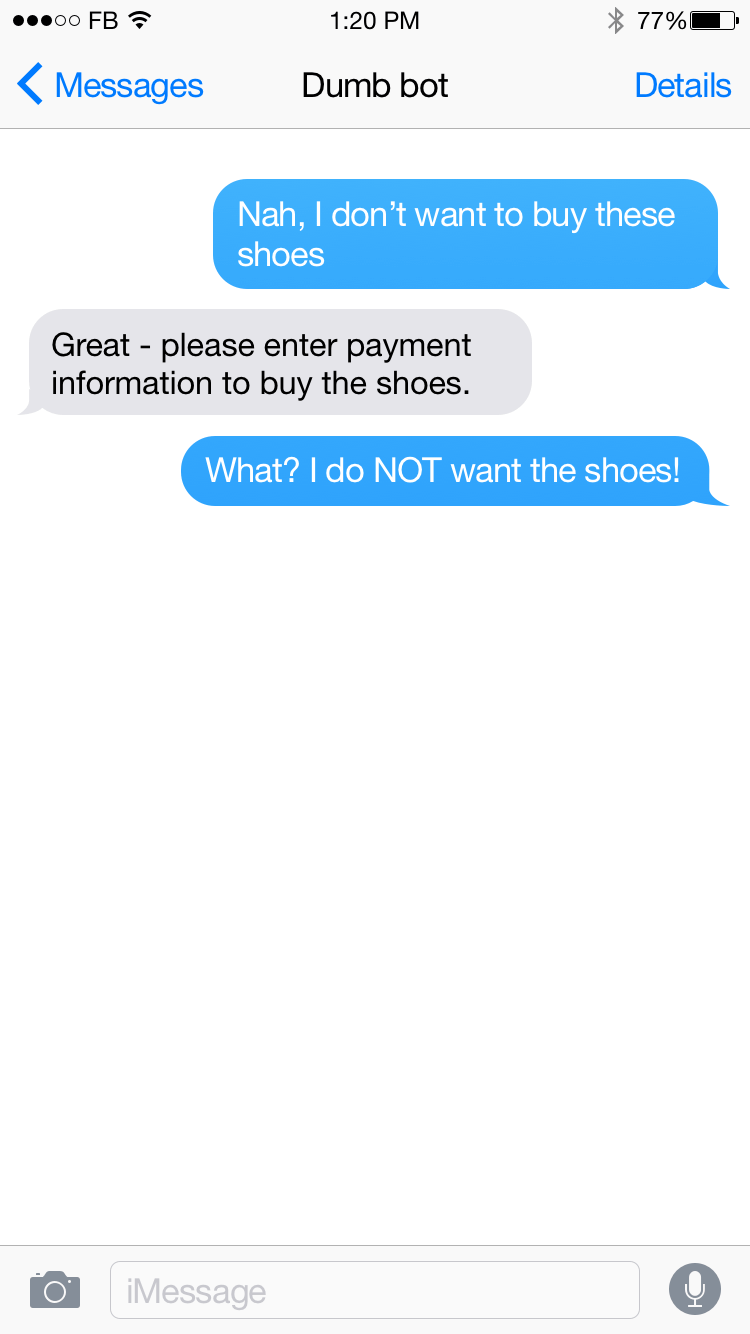 FB 1:20 PM 77%
Messages Dumb bot Details
Nah, I don’t want to buy these
shoes
Great - please enter payment
information to buy the shoes.
What? I do NOT want the shoes!
iMessage